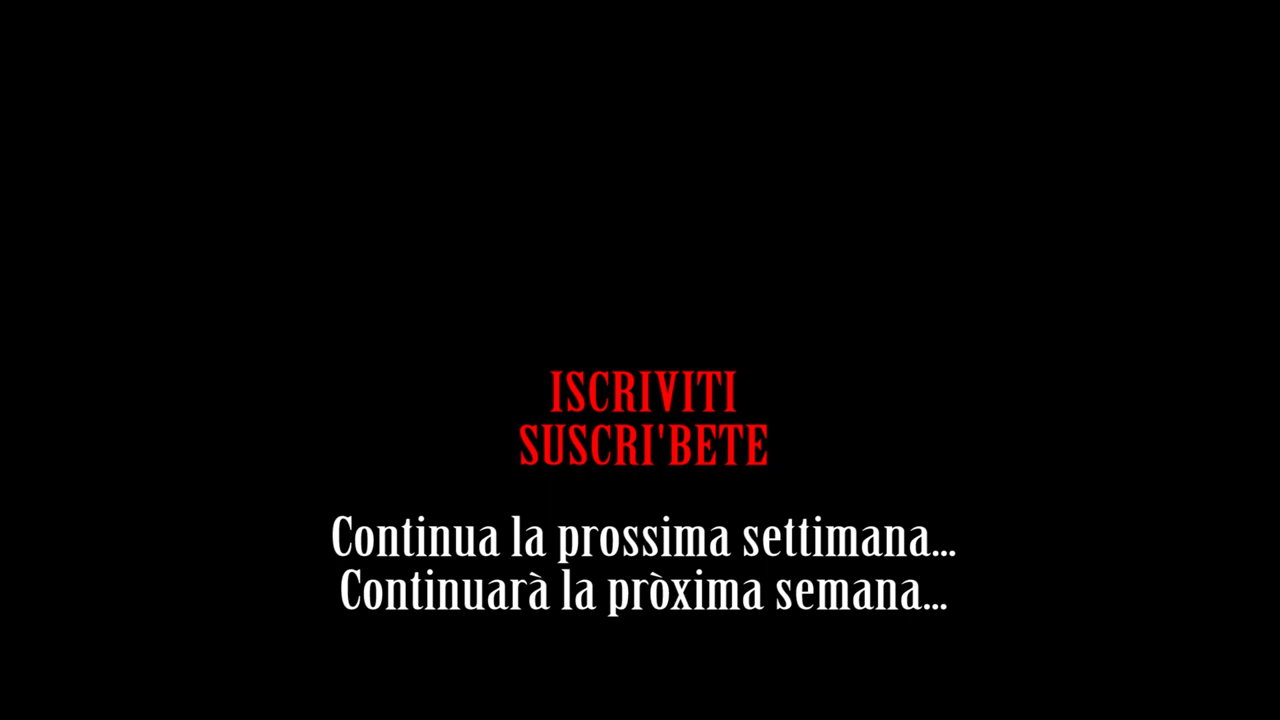 ISCRIVITI
SUSCRI'BETE
Continua la prossima settimana...
Continuarà la pròxima semana...